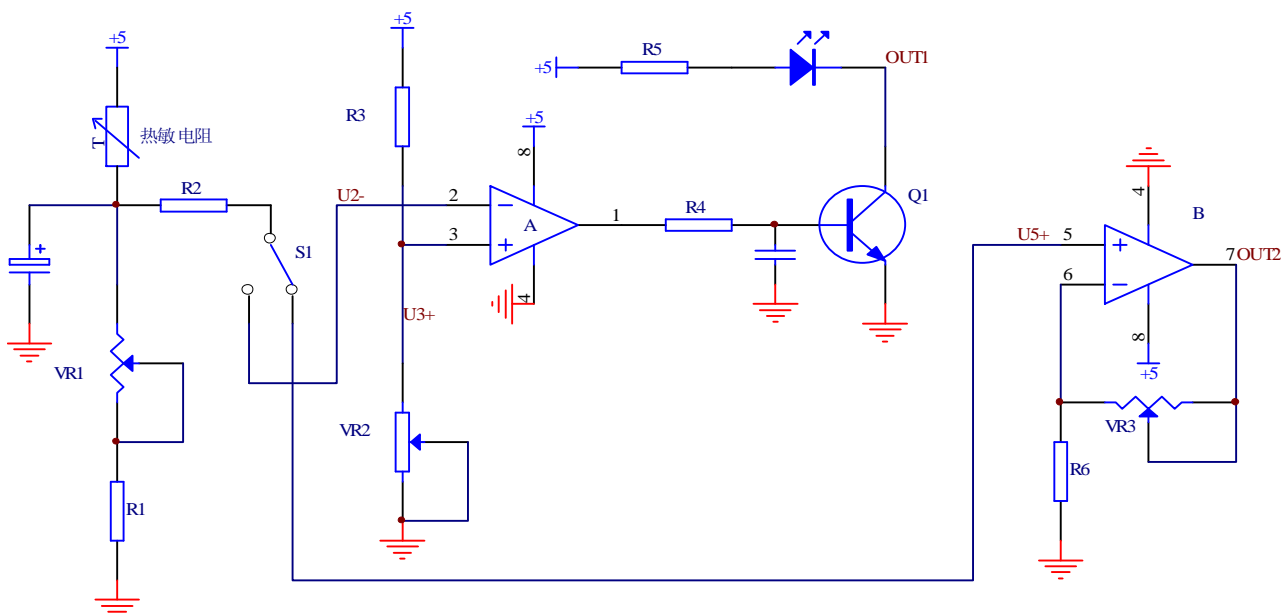 +5
+5
R5
+5
OUT1
R3
+5
T
热敏电阻
8
4
R2
U2-
2
Q1
B
A
1
R4
3
U5+
5
7
OUT2
S1
6
4
U3+
8
VR1
+5
VR2
VR3
R6
R1